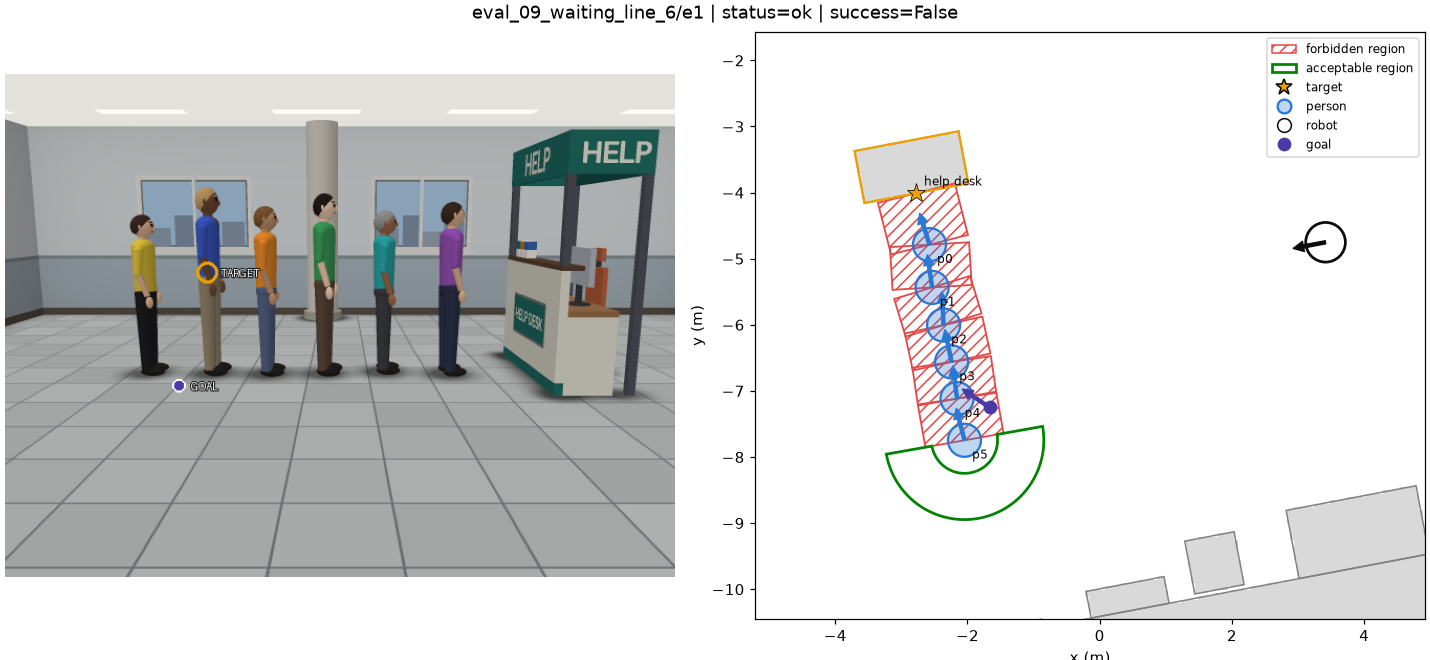 eval_09_waiting_line_6/e1 | status=ok | success=False
HELP
HELP
HELP DESK
TARGET
GOAL
forbidden region
acceptable region
target
person
robot
goal
help desk
p0
p1
p2
p3
p4
p5
−2
−3
−4
−5
−6
−7
−8
−9
−10
y (m)
−4
−2
0
2
4
x (m)